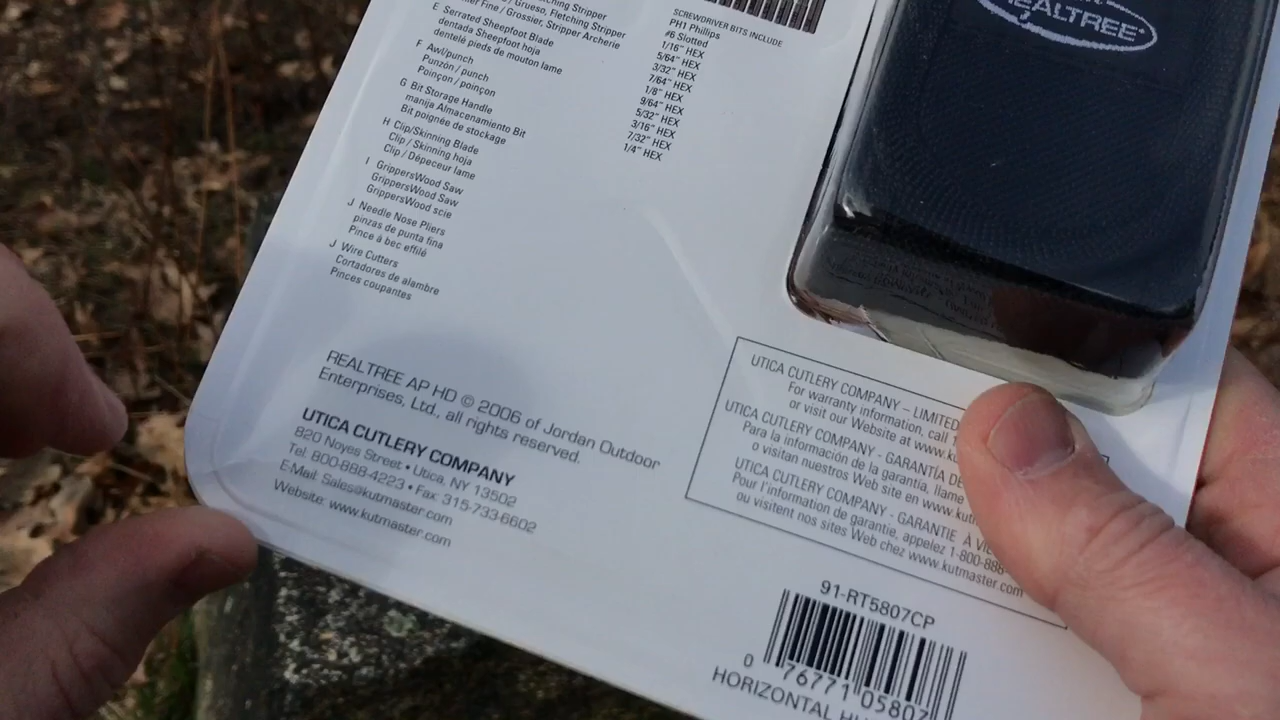 tching Stripper
/ Grueso, Fletching Stripper
Fine / Grossier, Stripper Archerie
E Serrated Sheepfoot Blade
dentada Sheepfoot hoja
dentelé pieds de mouton lame
F Awl/punch
Punzón / punch
Poinçon / poinçon
G Bit Storage Handle
manija Almacenamiento Bit
Bit poignée de stockage
H Clip/Skinning Blade
Clip / Skinning hoja
Clip / Dépeceur lame
I GrippersWood Saw
GrippersWood Saw
GrippersWood scie
J Needle Nose Pliers
pinzas de punta fina
Pince à bec effilé
J Wire Cutters
Cortadores de alambre
Pinces coupantes
SCREWDRIVER BITS INCLUDE
PH1 Phillips
#6 Slotted
1/16" HEX
5/64" HEX
3/32" HEX
7/64" HEX
1/8" HEX
9/64" HEX
5/32" HEX
3/16" HEX
7/32" HEX
1/4" HEX
REALTREE
REALTREE AP HD © 2006 of Jordan Outdoor
Enterprises, Ltd., all rights reserved.
UTICA CUTLERY COMPANY
820 Noyes Street • Utica, NY 13502
Tel. 800-888-4223 • Fax 315-733-6602
E-Mail: Sales@kutmaster.com
Website: www.kutmaster.com
UTICA CUTLERY COMPANY – LIMITED
For warranty information, call 1
or visit our Website at www.k
UTICA CUTLERY COMPANY - GARANTÍA DE
Para la información de la garantía, llame
o visitan nuestros Web site en www.kut
UTICA CUTLERY COMPANY - GARANTIE À VIE
Pour l'information de garantie, appelez 1-800-888-
ou visitent nos sites Web chez www.kutmaster.com
91-RT5807CP
0 76771 05807
HORIZONTAL